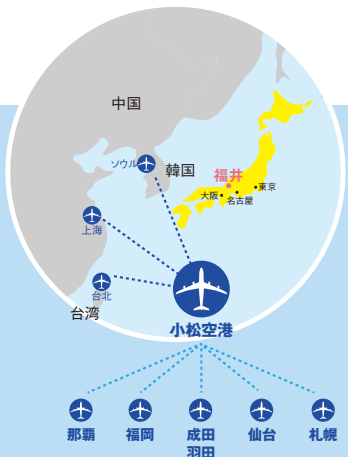 中国
ソウル
韓国
福井
大阪
東京
名古屋
上海
台北
台湾
小松空港
那覇
福岡
成田
羽田
仙台
札幌